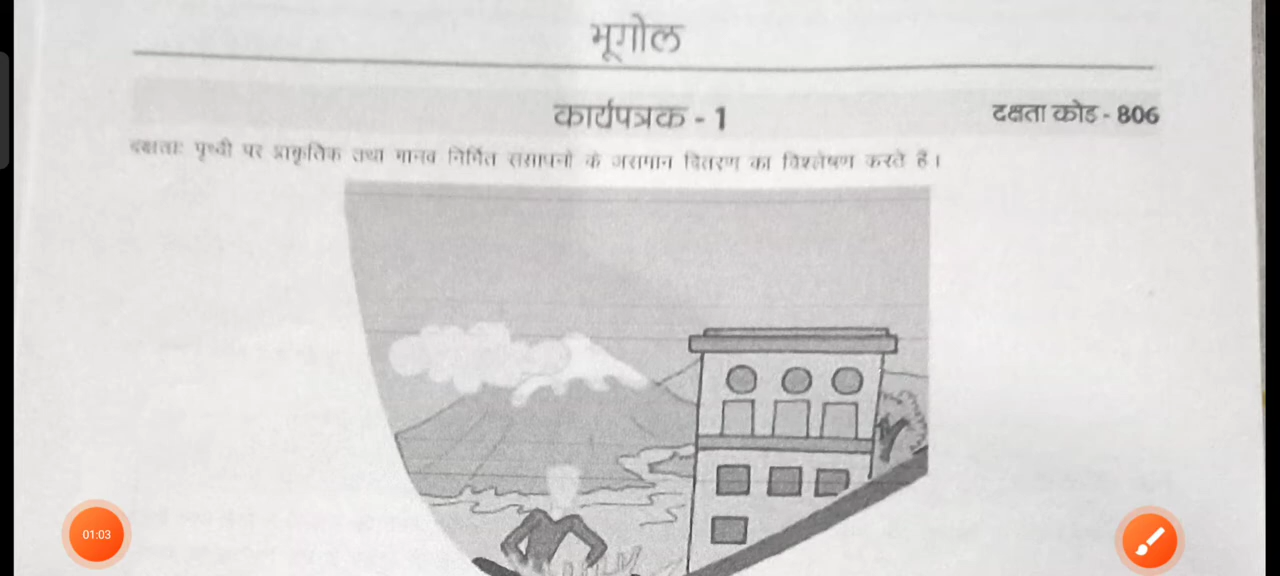 भूगोल
कार्यपत्रक - 1
दक्षता कोड - 806
दक्षताः पृथ्वी पर प्राकृतिक तथा मानव निर्मित संसाधनों के असमान वितरण का विश्लेषण करते हैं।
01:03